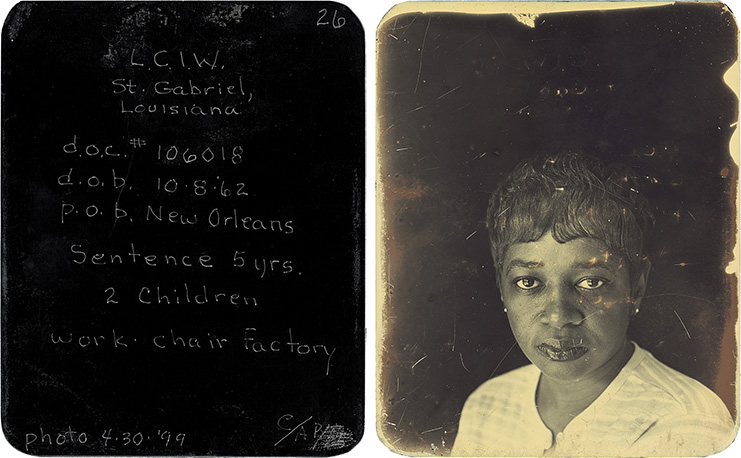 26
L.C.I.W.
St. Gabriel,
Louisiana
d.o.c.# 106018
d.o.b. 10.8.'62
p.o.b. New Orleans
Sentence 5 yrs.
2 Children
work. chair Factory
photo 4.30.'99